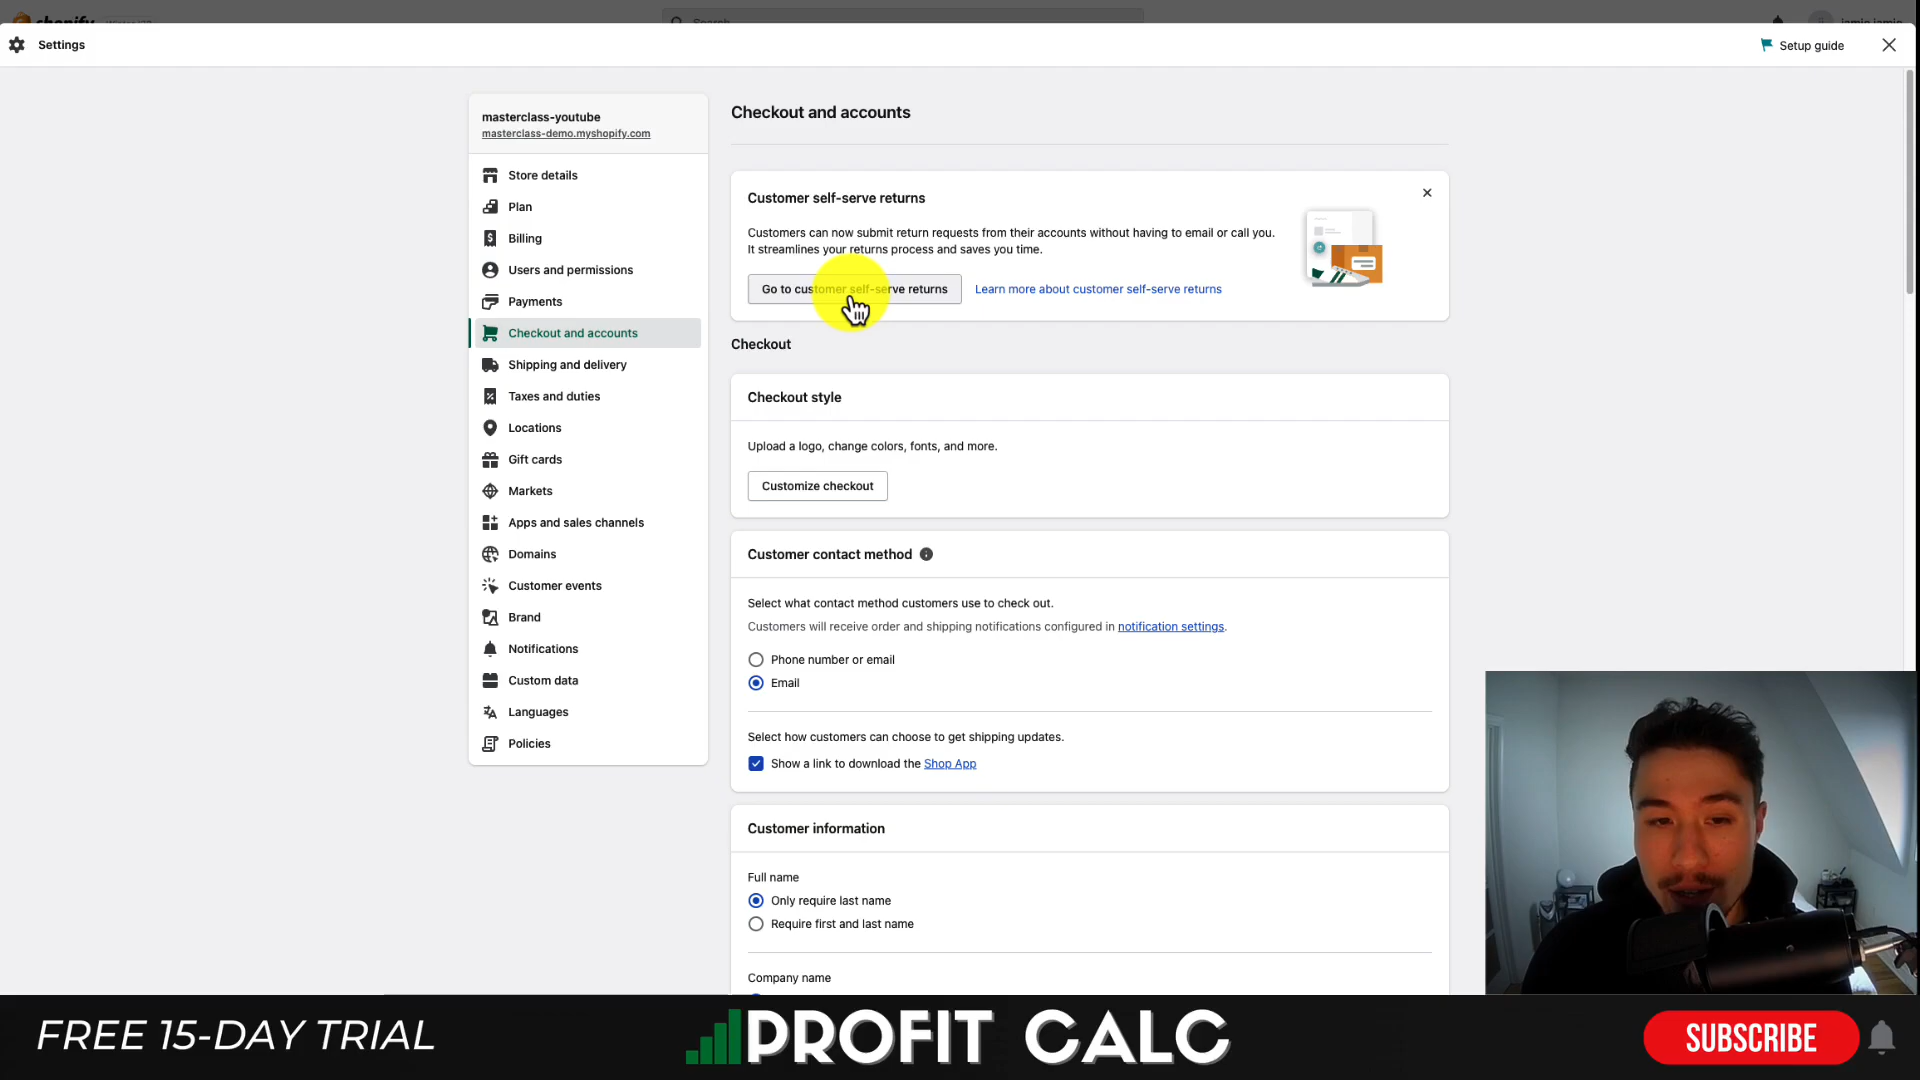 Settings
Setup guide
masterclass-youtube
masterclass-demo.myshopify.com
Store details
Plan
Billing
Users and permissions
Payments
Checkout and accounts
Shipping and delivery
Taxes and duties
Locations
Gift cards
Markets
Apps and sales channels
Domains
Customer events
Brand
Notifications
Custom data
Languages
Policies
Checkout and accounts
Customer self-serve returns
Customers can now submit return requests from their accounts without having to email or call you.
It streamlines your returns process and saves you time.
Go to customer self-serve returns
Learn more about customer self-serve returns
Checkout
Checkout style
Upload a logo, change colors, fonts, and more.
Customize checkout
Customer contact method
Select what contact method customers use to check out.
Customers will receive order and shipping notifications configured in notification settings.
Phone number or email
Email
Select how customers can choose to get shipping updates.
Show a link to download the Shop App
Customer information
Full name
Only require last name
Require first and last name
Company name
FREE 15-DAY TRIAL
PROFIT CALC
SUBSCRIBE